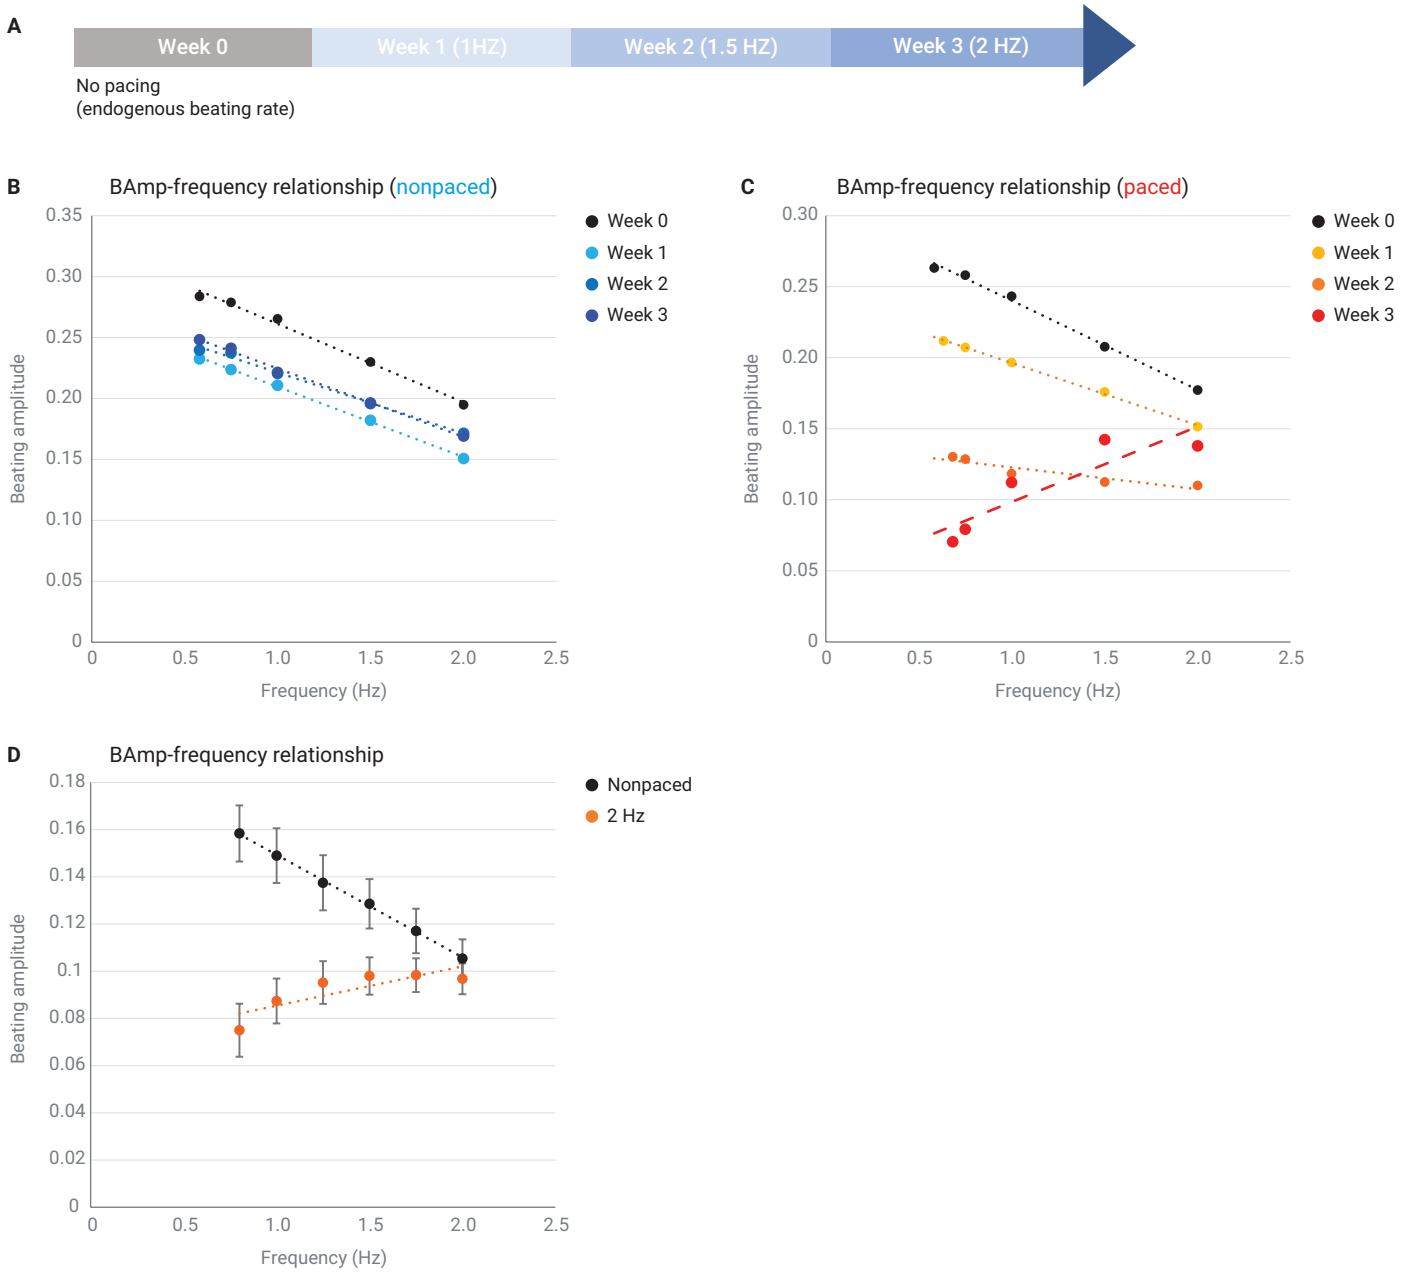 A
Week 0
Week 1 (1HZ)
Week 2 (1.5 HZ)
Week 3 (2 HZ)
No pacing
(endogenous beating rate)
B
BAmp-frequency relationship (nonpaced)
0.35
0.30
0.25
0.20
0.15
0.10
0.05
0
Beating amplitude
0
0.5
1.0
1.5
2.0
2.5
Frequency (Hz)
Week 0
Week 1
Week 2
Week 3
C
BAmp-frequency relationship (paced)
0.30
0.25
0.20
0.15
0.10
0.05
0
Beating amplitude
0
0.5
1.0
1.5
2.0
2.5
Frequency (Hz)
Week 0
Week 1
Week 2
Week 3
D
BAmp-frequency relationship
0.18
0.16
0.14
0.12
0.1
0.08
0.06
0.04
0.02
0
Beating amplitude
0
0.5
1.0
1.5
2.0
2.5
Frequency (Hz)
Nonpaced
2 Hz